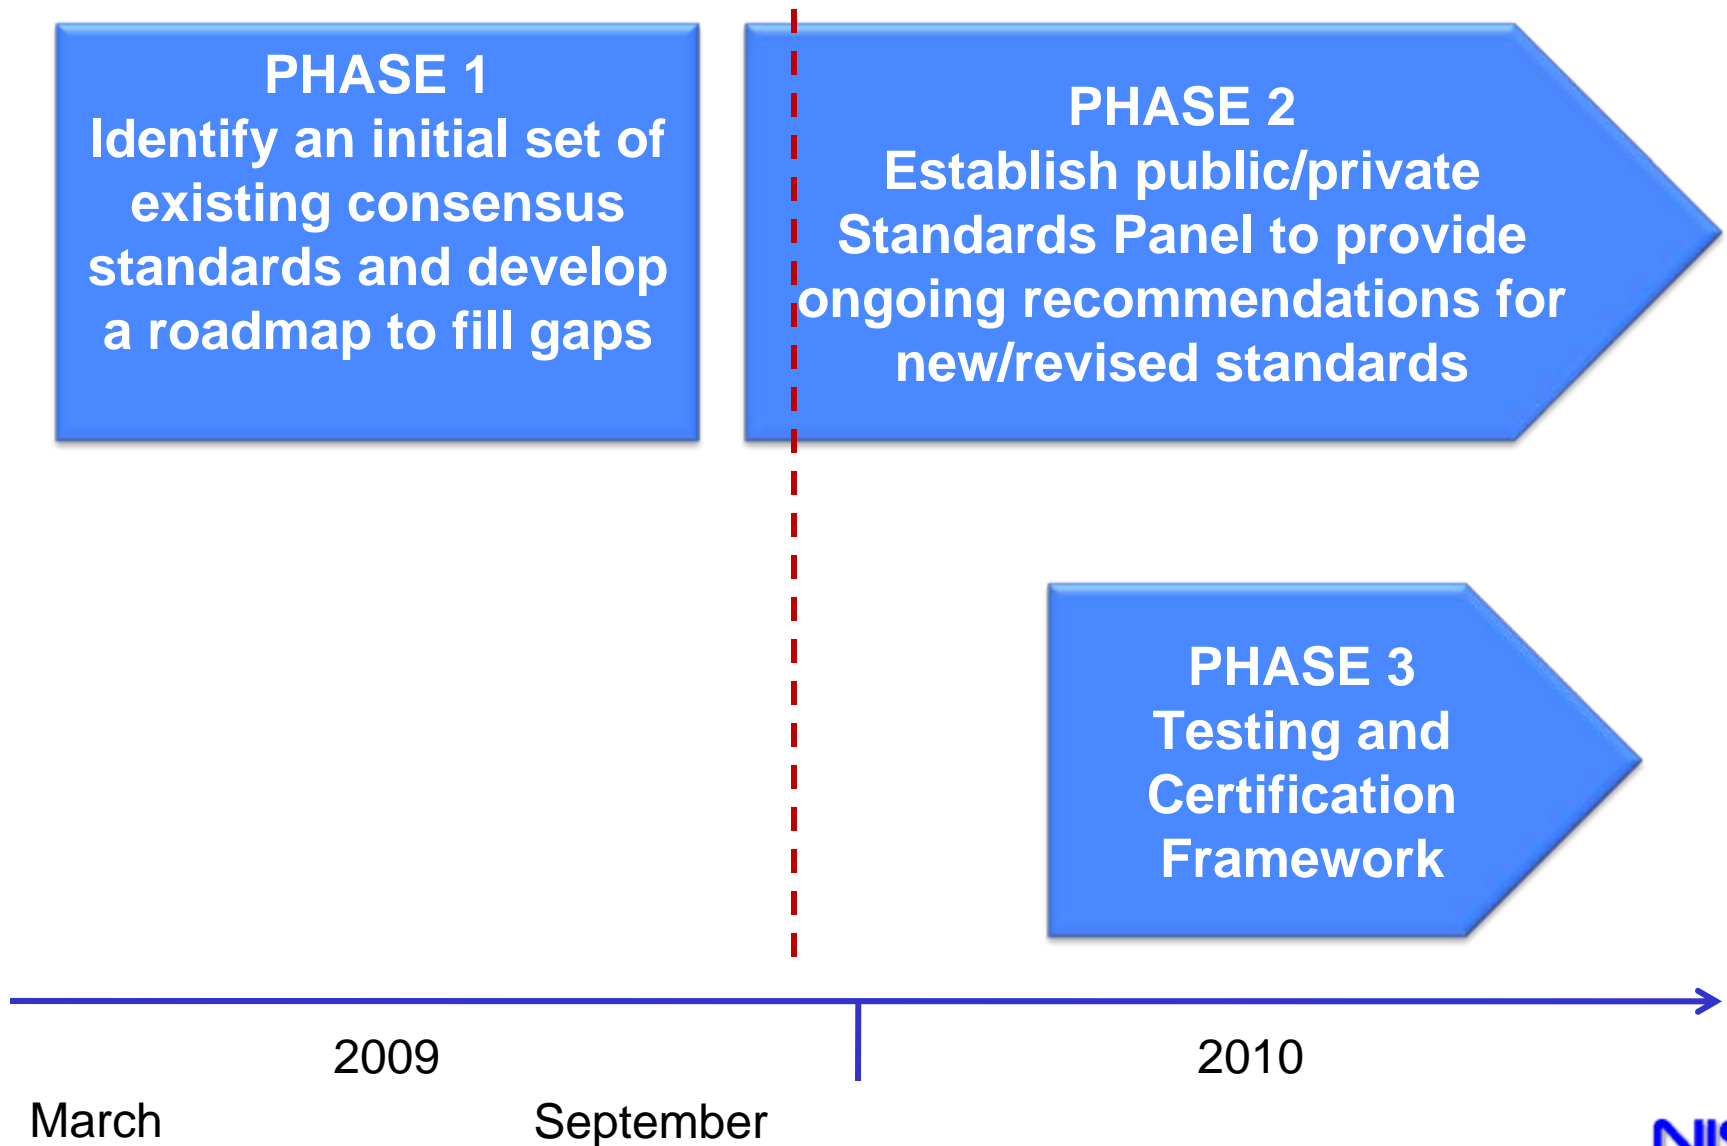 PHASE 1
Identify an initial set of
existing consensus
standards and develop
a roadmap to fill gaps
PHASE 2
Establish public/private
Standards Panel to provide
ongoing recommendations for
new/revised standards
PHASE 3
Testing and
Certification
Framework
2009
2010
March
September